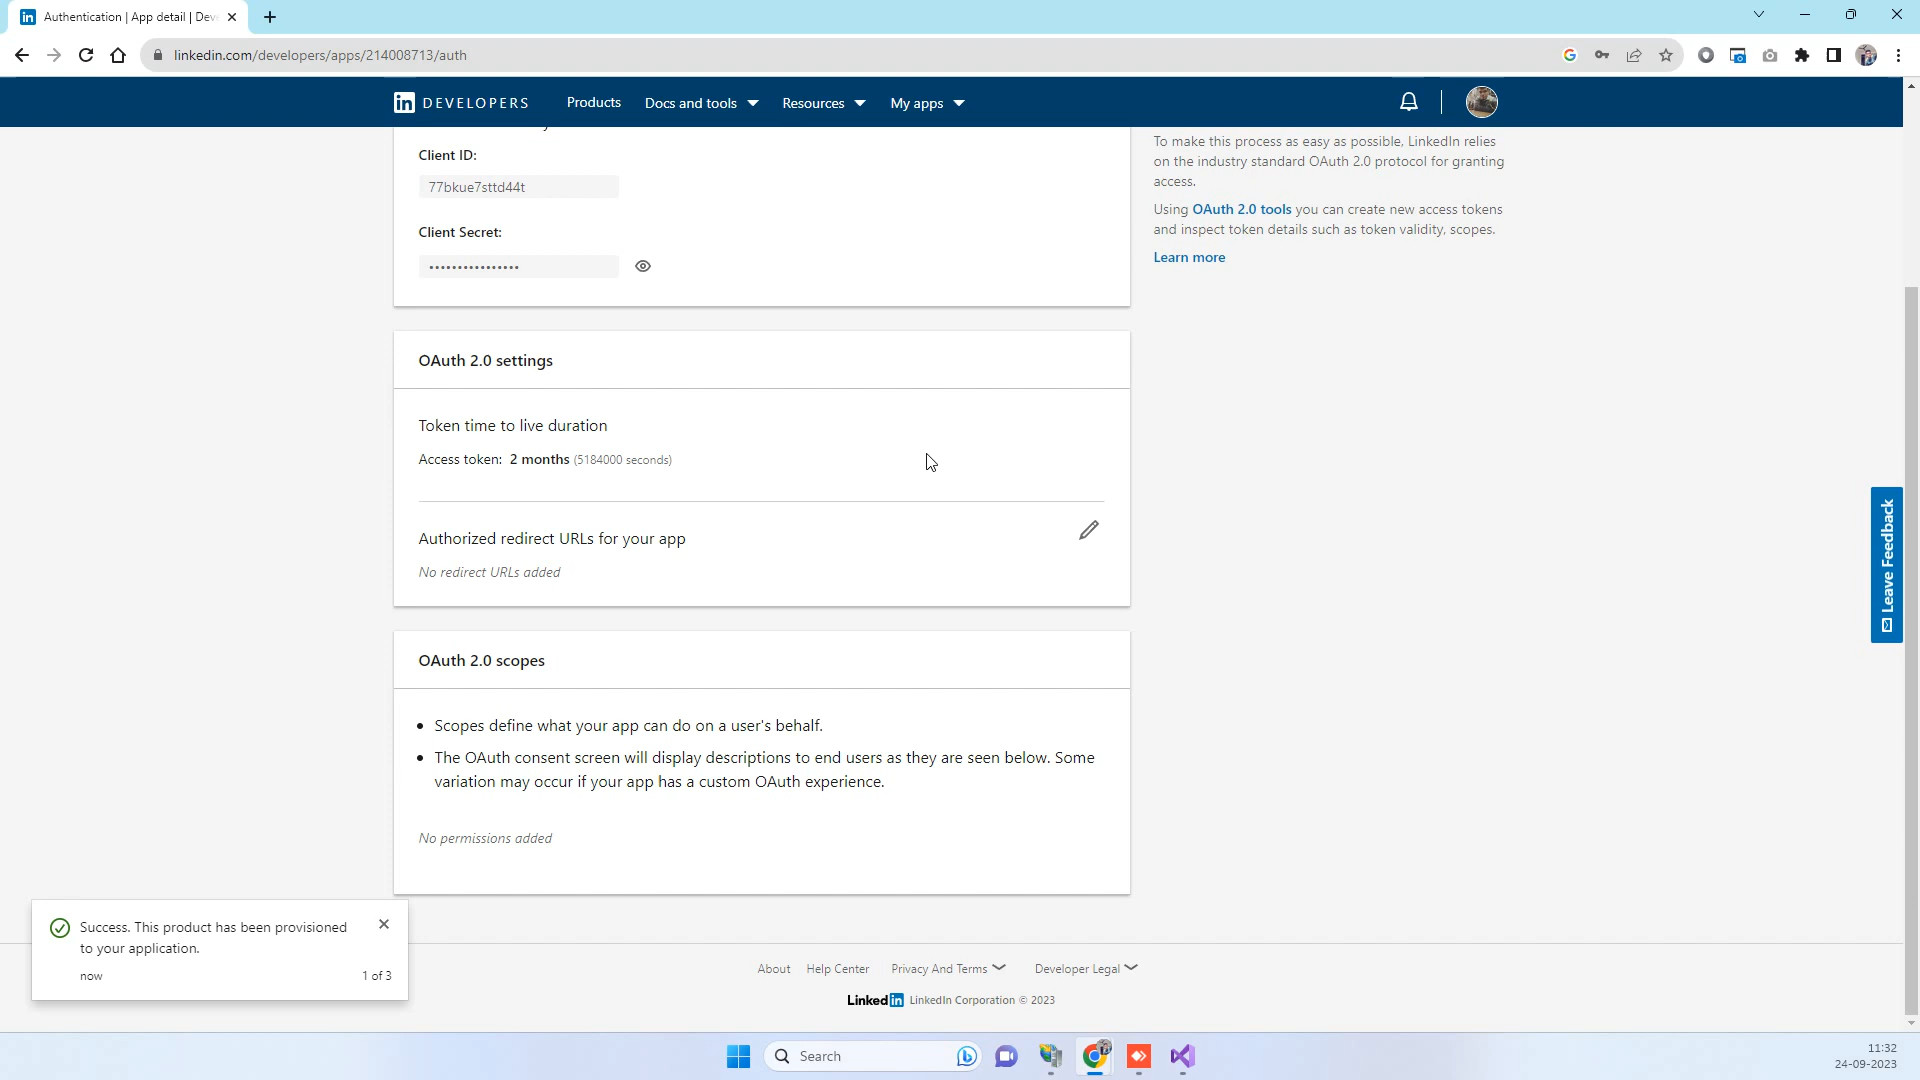 Authentication | App detail | Dev
linkedin.com/developers/apps/214008713/auth
in DEVELOPERS
Products
Docs and tools
Resources
My apps
Client ID:
77bkue7sttd44t
Client Secret:
••••••••••••••••
To make this process as easy as possible, LinkedIn relies
on the industry standard OAuth 2.0 protocol for granting
access.
Using OAuth 2.0 tools you can create new access tokens
and inspect token details such as token validity, scopes.
Learn more
OAuth 2.0 settings
Token time to live duration
Access token: 2 months (5184000 seconds)
Authorized redirect URLs for your app
No redirect URLs added
OAuth 2.0 scopes
• Scopes define what your app can do on a user's behalf.
• The OAuth consent screen will display descriptions to end users as they are seen below. Some
variation may occur if your app has a custom OAuth experience.
No permissions added
Leave Feedback
Success. This product has been provisioned
to your application.
now
1 of 3
About
Help Center
Privacy And Terms
Developer Legal
Linked in LinkedIn Corporation © 2023
Search
11:32
24-09-2023